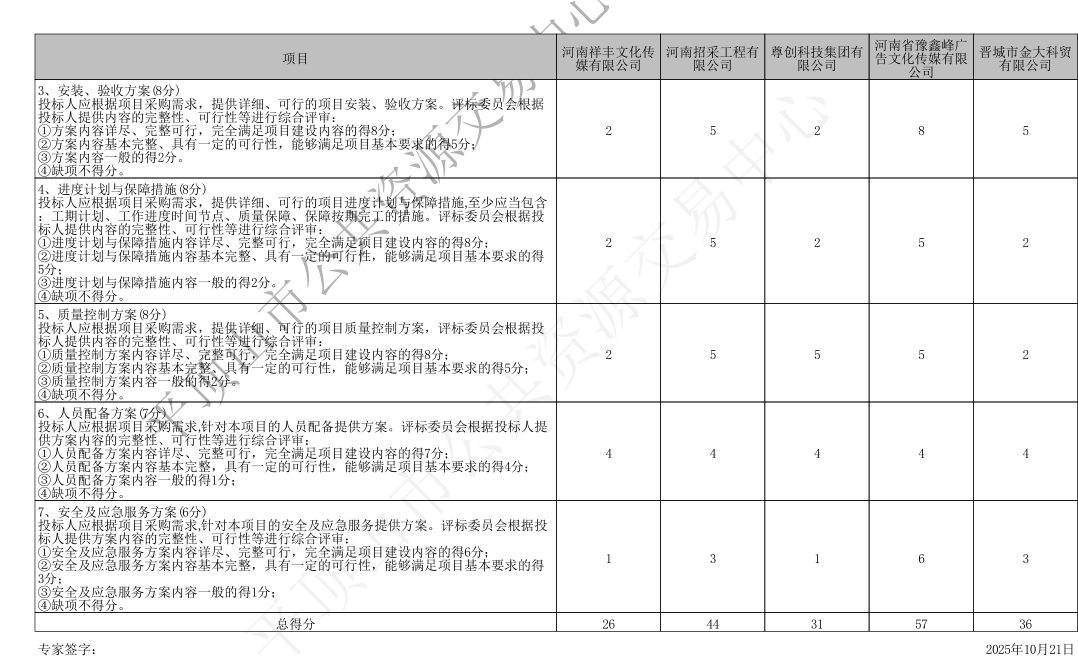 项目
河南祥丰文化传
媒有限公司
河南招采工程有
限公司
尊创科技集团有
限公司
河南省豫鑫峰广
告文化传媒有限
公司
晋城市金大科贸
有限公司
3、安装、验收方案(8分)
投标人应根据项目采购需求，提供详细、可行的项目安装、验收方案。评标委员会根据
投标人提供内容的完整性、可行性等进行综合评审:
①方案内容详尽、完整可行，完全满足项目建设内容的得8分;
②方案内容基本完整、具有一定的可行性，能够满足项目基本要求的得5分;
③方案内容一般的得2分。
④缺项不得分。
2
5
2
8
5
4、进度计划与保障措施(8分)
投标人应根据项目采购需求，提供详细、可行的项目进度计划与保障措施,至少应当包含
：工期计划、工作进度时间节点、质量保障、保障按期完工的措施。评标委员会根据投
标人提供内容的完整性、可行性等进行综合评审:
①进度计划与保障措施内容详尽、完整可行，完全满足项目建设内容的得8分;
②进度计划与保障措施内容基本完整、具有一定的可行性，能够满足项目基本要求的得
5分;
③进度计划与保障措施内容一般的得2分。
④缺项不得分。
2
5
2
5
2
5、质量控制方案(8分)
投标人应根据项目采购需求，提供详细、可行的项目质量控制方案，评标委员会根据投
标人提供内容的完整性、可行性等进行综合评审:
①质量控制方案内容详尽、完整可行，完全满足项目建设内容的得8分;
②质量控制方案内容基本完整、具有一定的可行性，能够满足项目基本要求的得5分;
③质量控制方案内容一般的得2分。
④缺项不得分。
2
5
5
5
2
6、人员配备方案(7分)
投标人应根据项目采购需求,针对本项目的人员配备提供方案。评标委员会根据投标人提
供方案内容的完整性、可行性等进行综合评审:
①人员配备方案内容详尽、完整可行，完全满足项目建设内容的得7分;
②人员配备方案内容基本完整，具有一定的可行性，能够满足项目基本要求的得4分;
③人员配备方案内容一般的得1分;
④缺项不得分。
4
4
4
4
4
7、安全及应急服务方案(6分)
投标人应根据项目采购需求,针对本项目的安全及应急服务提供方案。评标委员会根据投
标人提供方案内容的完整性、可行性等进行综合评审:
①安全及应急服务方案内容详尽、完整可行，完全满足项目建设内容的得6分;
②安全及应急服务方案内容基本完整，具有一定的可行性，能够满足项目基本要求的得
3分;
③安全及应急服务方案内容一般的得1分;
④缺项不得分。
1
3
1
6
3
总得分
26
44
31
57
36
专家签字:
2025年10月21日
平顶山市公共资源交易中心
平顶山市公共资源交易中心